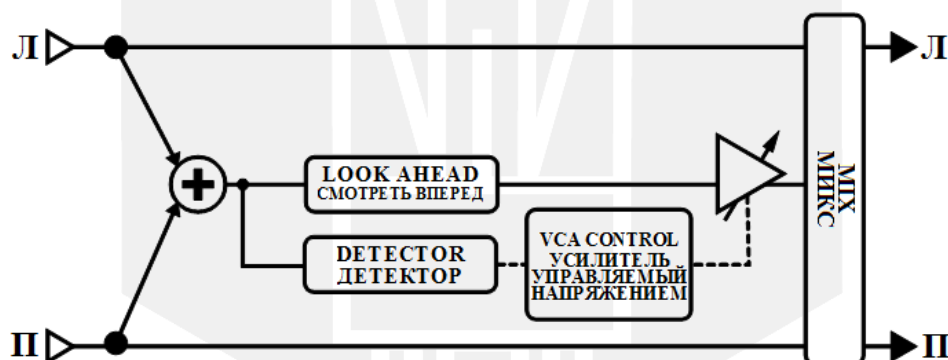 Л
Л
LOOK AHEAD
СМОТРЕТЬ ВПЕРЕД
DETECTOR
ДЕТЕКТОР
VCA CONTROL
УСИЛИТЕЛЬ
УПРАВЛЯЕМЫЙ
НАПРЯЖЕНИЕМ
MIX
МИКС
П
П